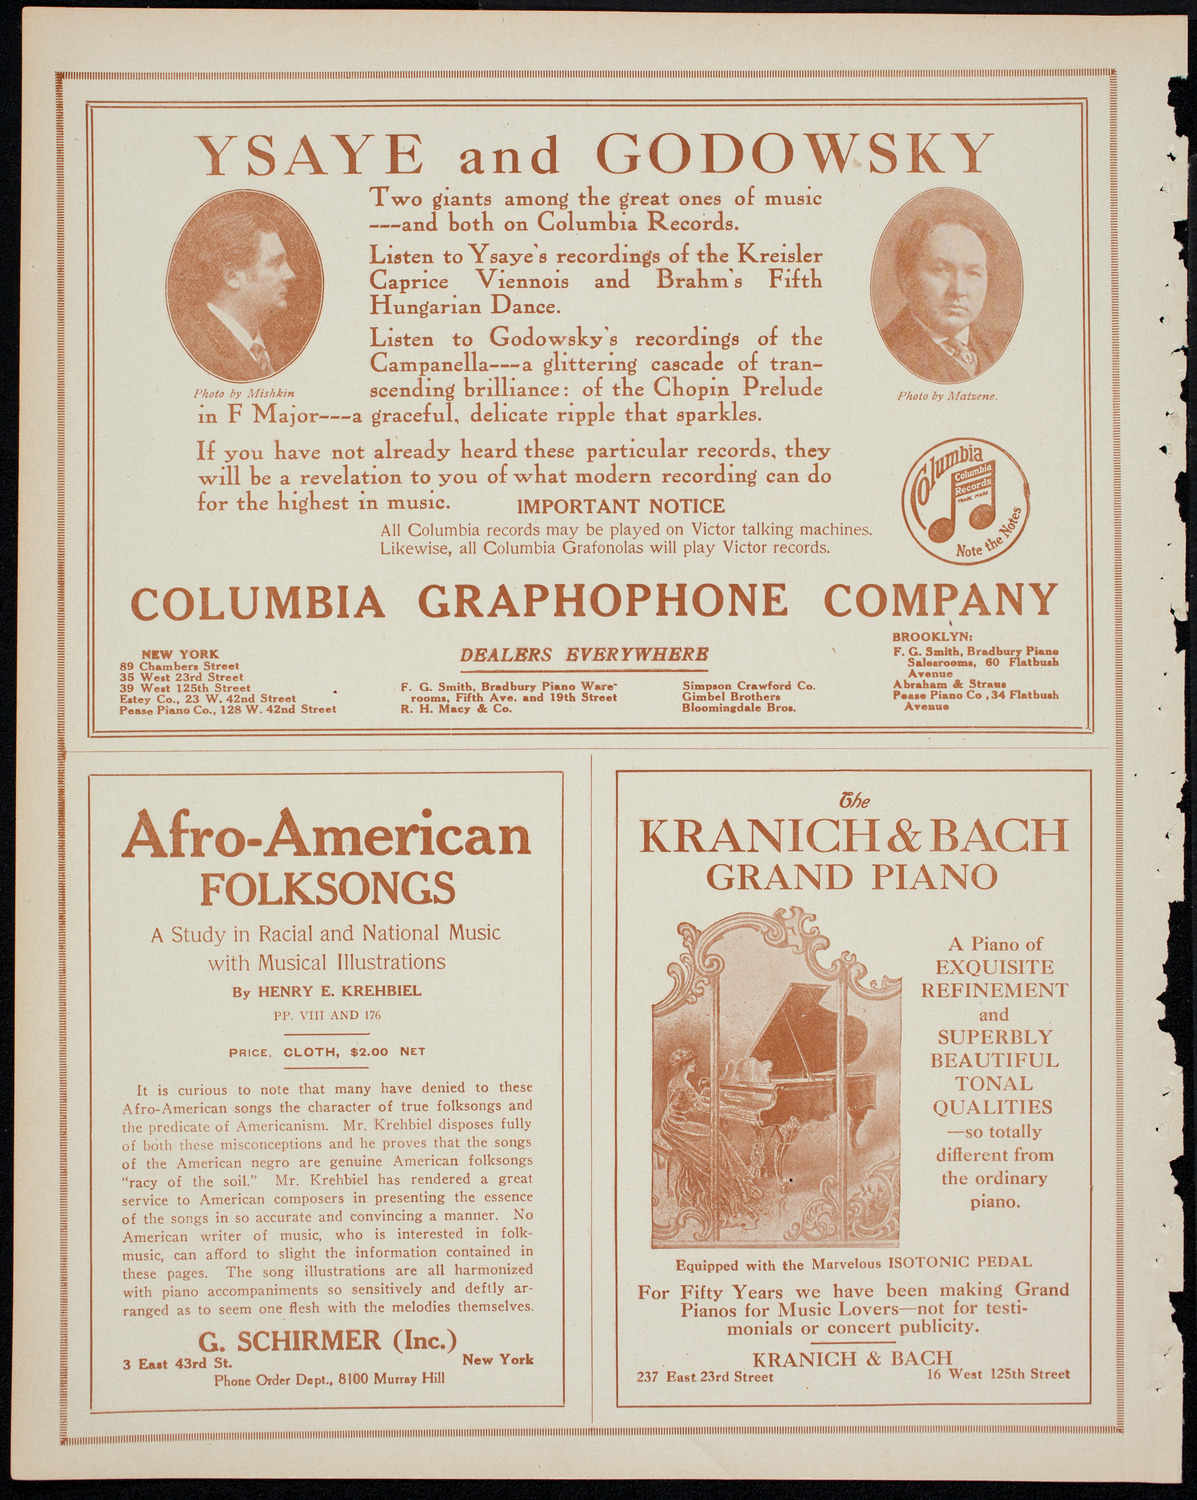 YSAYE and GODOWSKY
Two giants among the great ones of music
---and both on Columbia Records.
Listen to Ysaye's recordings of the Kreisler
Caprice Viennois and Brahm's Fifth
Hungarian Dance.
Listen to Godowsky's recordings of the
Campanella---a glittering cascade of tran-
scending brilliance: of the Chopin Prelude
in F Major---a graceful, delicate ripple that sparkles.
Photo by Mishkin
Photo by Matzene.
If you have not already heard these particular records, they
will be a revelation to you of what modern recording can do
for the highest in music.
IMPORTANT NOTICE
All Columbia records may be played on Victor talking machines.
Likewise, all Columbia Grafonolas will play Victor records.
Columbia
Columbia
Records
TRADE MARK
Note the Notes
COLUMBIA GRAPHOPHONE COMPANY
NEW YORK
89 Chambers Street
35 West 23rd Street
39 West 125th Street
Estey Co., 23 W. 42nd Street
Pease Piano Co., 128 W. 42nd Street
DEALERS EVERYWHERE
F. G. Smith, Bradbury Piano Ware-
rooms, Fifth Ave. and 19th Street
R. H. Macy & Co.
Simpson Crawford Co.
Gimbel Brothers
Bloomingdale Bros.
BROOKLYN:
F. G. Smith, Bradbury Piano
Salesrooms, 60 Flatbush
Avenue
Abraham & Straus
Pease Piano Co ,34 Flatbush
Avenue
Afro-American
FOLKSONGS
A Study in Racial and National Music
with Musical Illustrations
By HENRY E. KREHBIEL
PP. VIII AND 176
PRICE, CLOTH, $2.00 NET
It is curious to note that many have denied to these
Afro-American songs the character of true folksongs and
the predicate of Americanism. Mr. Krehbiel disposes fully
of both these misconceptions and he proves that the songs
of the American negro are genuine American folksongs
"racy of the soil." Mr. Krehbiel has rendered a great
service to American composers in presenting the essence
of the songs in so accurate and convincing a manner. No
American writer of music, who is interested in folk-
music, can afford to slight the information contained in
these pages. The song illustrations are all harmonized
with piano accompaniments so sensitively and deftly ar-
ranged as to seem one flesh with the melodies themselves.
G. SCHIRMER (Inc.)
3 East 43rd St. New York
Phone Order Dept., 8100 Murray Hill
The
KRANICH & BACH
GRAND PIANO
A Piano of
EXQUISITE
REFINEMENT
and
SUPERBLY
BEAUTIFUL
TONAL
QUALITIES
—so totally
different from
the ordinary
piano.
Equipped with the Marvelous ISOTONIC PEDAL
For Fifty Years we have been making Grand
Pianos for Music Lovers—not for testi-
monials or concert publicity.
KRANICH & BACH
237 East 23rd Street 16 West 125th Street